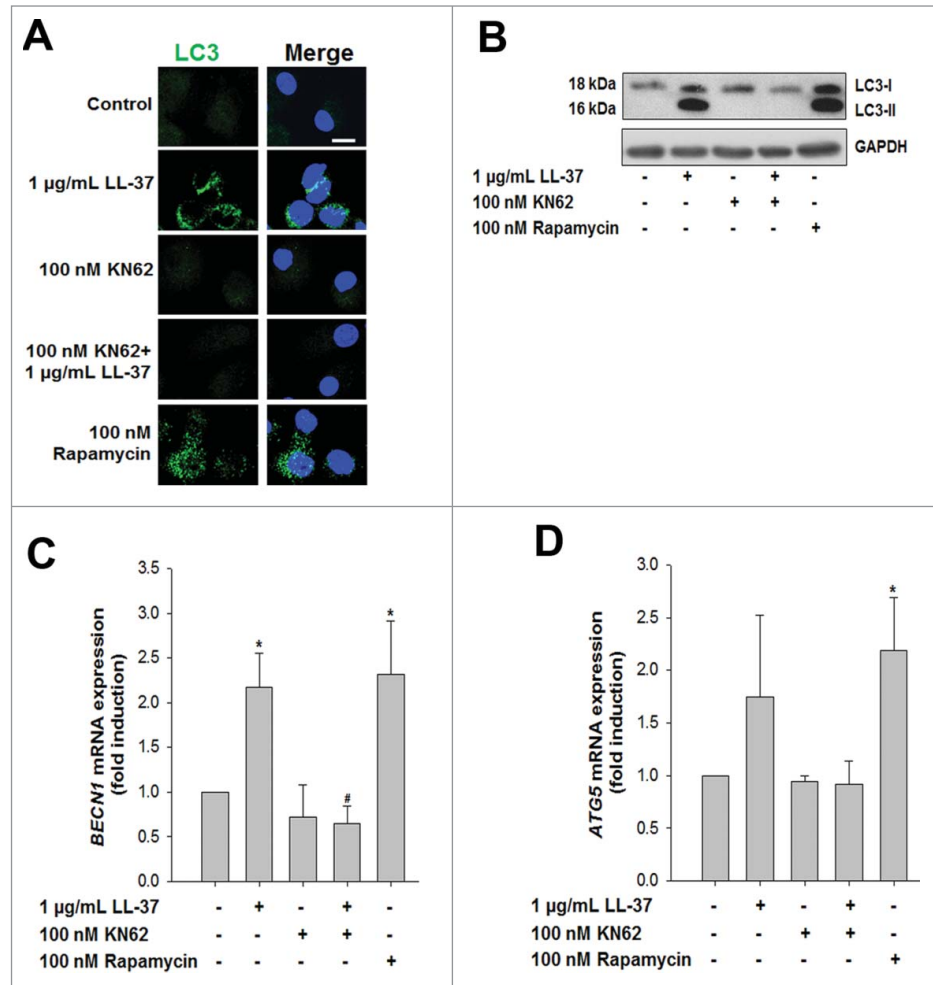 A
LC3 Merge
Control
1 µg/mL LL-37
100 nM KN62
100 nM KN62+
1 µg/mL LL-37
100 nM
Rapamycin
B
18 kDa LC3-I
16 kDa LC3-II
GAPDH
1 µg/mL LL-37 - + - + -
100 nM KN62 - - + + -
100 nM Rapamycin - - - - +
C
BECN1 mRNA expression
(fold induction)
3.5
3.0
2.5
2.0
1.5
1.0
0.5
0.0
* # *
1 µg/mL LL-37 - + - + -
100 nM KN62 - - + + -
100 nM Rapamycin - - - - +
D
ATG5 mRNA expression
(fold induction)
3.0
2.5
2.0
1.5
1.0
0.5
0.0
*
1 µg/mL LL-37 - + - + -
100 nM KN62 - - + + -
100 nM Rapamycin - - - - +